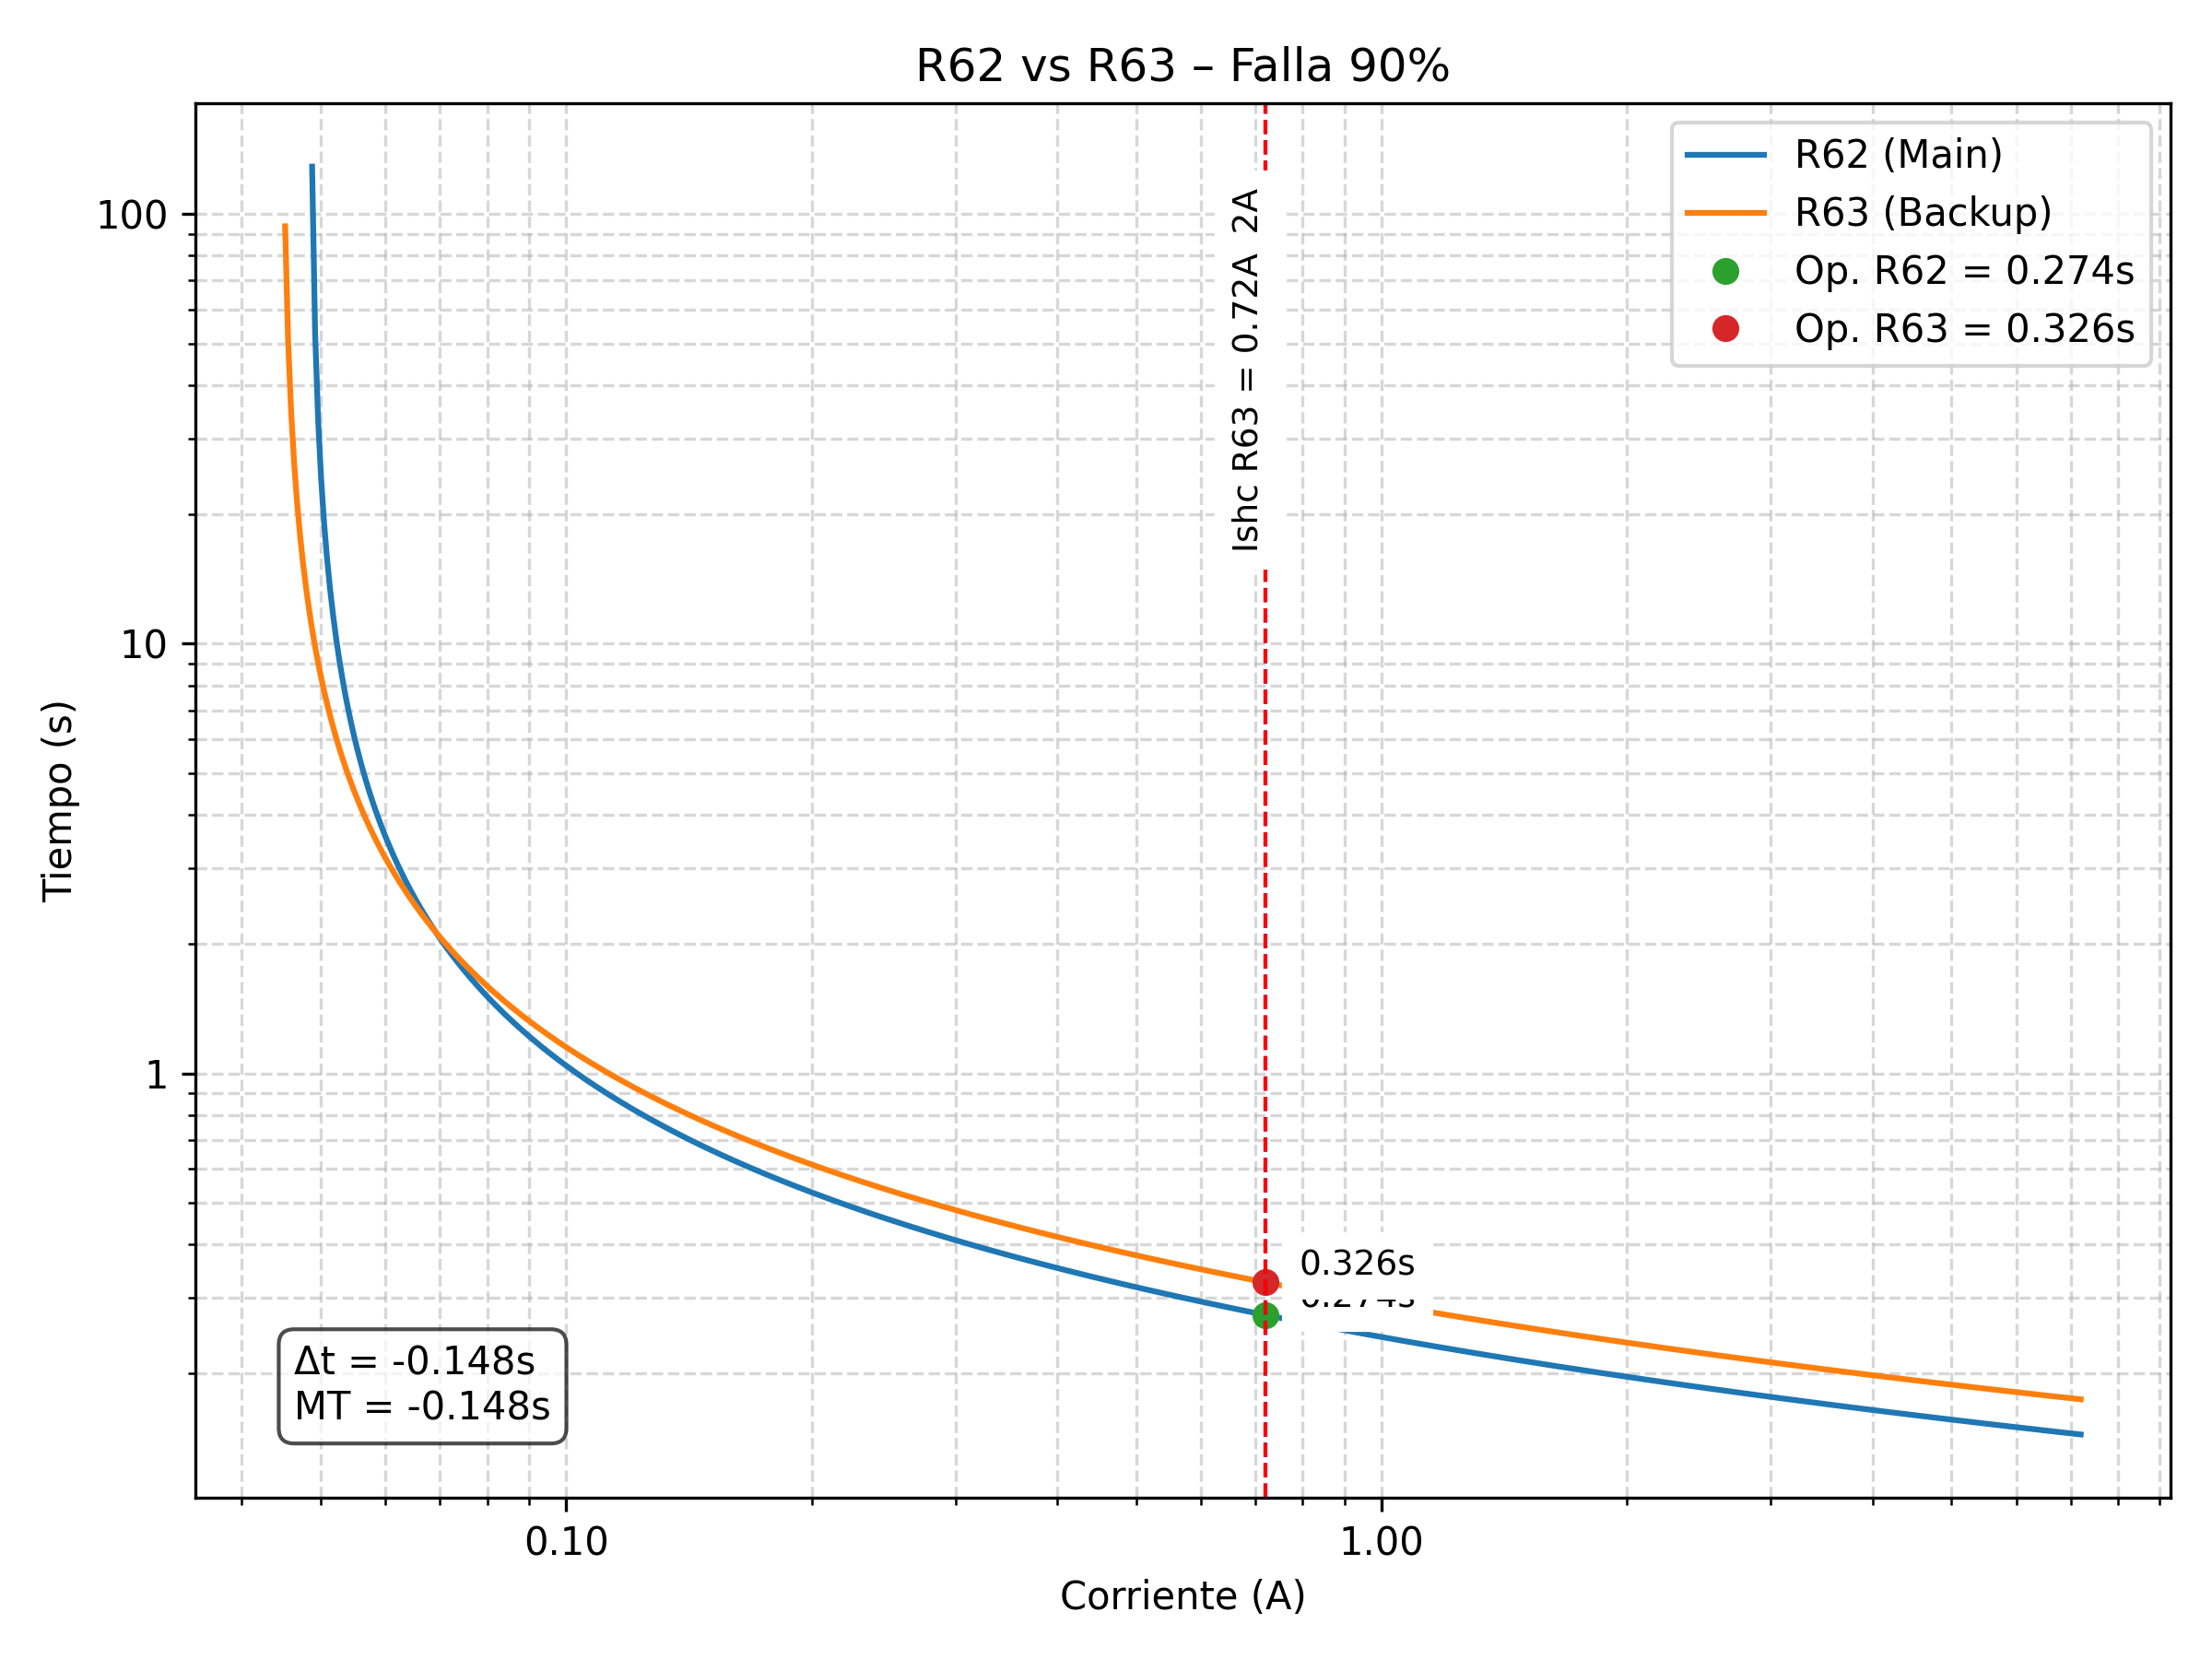 R62 vs R63 – Falla 90%
R62 (Main)
R63 (Backup)
Op. R62 = 0.274s
Op. R63 = 0.326s
Ishc R63 = 0.72A 2A
100
10
1
Tiempo (s)
0.326s
0.274s
Δt = -0.148s
MT = -0.148s
0.10
1.00
Corriente (A)